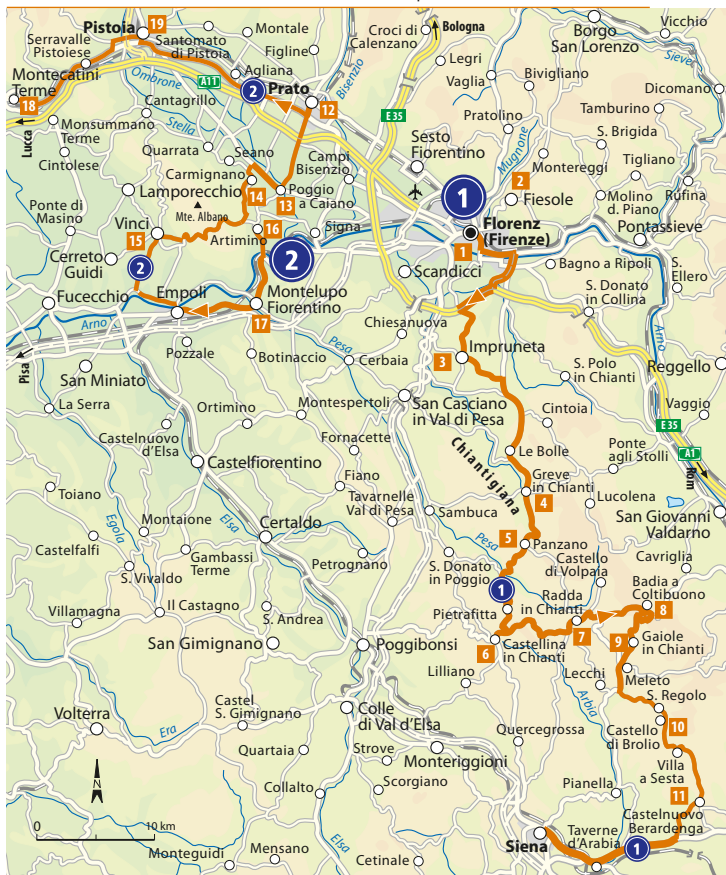 Pistoia
19
Montale
Croci di
Calenzano
Bologna
Borgo
San Lorenzo
Vicchio
Serravalle
Pistoiese
Santomato
di Pistoia
Figline
Legri
Sieve
Montecatini
Terme
Ombrone
A11
Agliana
Bisenzio
Vaglia
Bivigliano
Dicomano
18
2
Prato
12
E 35
Pratolino
Tamburino
Lucca
Cantagrillo
Stella
Monsummano
Terme
Mugnone
S. Brigida
Quarrata
Seano
Sesto
Fiorentino
Montereggi
Cintolese
Carmignano
Campi
Bisenzio
Tigliano
Lamporecchio
14
13
Poggio
a Caiano
1
2
Fiesole
Molino
d. Piano
Rufina
Ponte di
Masino
Mte. Albano
16
Signa
Florenz
(Firenze)
Pontassieve
Vinci
15
Artimino
1
Cerreto
Guidi
2
2
Scandicci
Bagno a Ripoli
S.
Ellero
Fucecchio
Empoli
Montelupo
Fiorentino
S. Donato
in Collina
Arno
17
Chiesanuova
Arno
Pisa
Pozzale
Botinaccio
Pesa
Cerbaia
3
Impruneta
San Miniato
S. Polo
in Chianti
Reggello
La Serra
Ortimino
Montespertoli
San Casciano
in Val di Pesa
Cintoia
Vaggio
Castelnuovo
d'Elsa
Fornacette
Chiantigiana
Le Bolle
Ponte
agli Stolli
E 35
A1
Castelfiorentino
Fiano
Greve
in Chianti
Rom
Toiano
Egola
Elsa
Tavarnelle
Val di Pesa
4
Lucolena
Montaione
Certaldo
Sambuca
San Giovanni
Valdarno
Castelfalfi
Gambassi
Terme
Petrognano
Pesa
5
Panzano
S. Vivaldo
S. Donato
in Poggio
Castello
di Volpaia
Cavriglia
1
Badia a
Coltibuono
Villamagna
Il Castagno
S. Andrea
Pietrafitta
Radda
in Chianti
8
San Gimignano
Poggibonsi
6
Castellina
in Chianti
7
9
Gaiole
in Chianti
Lilliano
Lecchi
Meleto
Castel
S. Gimignano
Arbia
S. Regolo
Volterra
Era
Colle
di Val d'Elsa
Quercegrossa
10
Castello
di Brolio
Quartaia
Strove
Monteriggioni
N
Villa
a Sesta
Collalto
Scorgiano
Pianella
11
0
10 km
Elsa
Siena
Taverne
d'Arabia
Castelnuovo
Berardenga
1
Monteguidi
Mensano
Cetinale